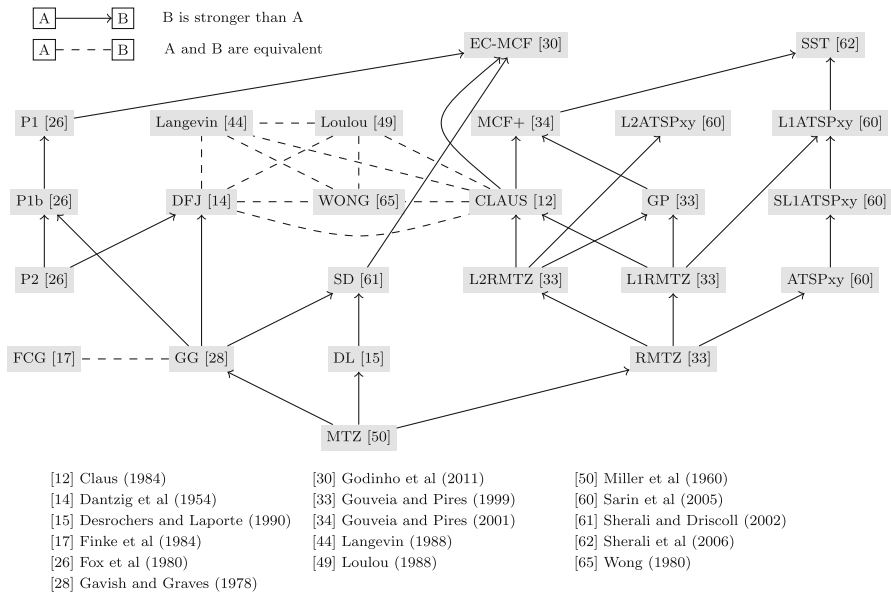 A B B is stronger than A
A B A and B are equivalent
EC-MCF [30] SST [62]
P1 [26] Langevin [44] Loulou [49] MCF+ [34] L2ATSPxy [60] L1ATSPxy [60]
P1b [26] DFJ [14] WONG [65] CLAUS [12] GP [33] SL1ATSPxy [60]
P2 [26] SD [61] L2RMTZ [33] L1RMTZ [33] ATSPxy [60]
FCG [17] GG [28] DL [15] RMTZ [33]
MTZ [50]
[12] Claus (1984)
[14] Dantzig et al (1954)
[15] Desrochers and Laporte (1990)
[17] Finke et al (1984)
[26] Fox et al (1980)
[28] Gavish and Graves (1978)
[30] Godinho et al (2011)
[33] Gouveia and Pires (1999)
[34] Gouveia and Pires (2001)
[44] Langevin (1988)
[49] Loulou (1988)
[50] Miller et al (1960)
[60] Sarin et al (2005)
[61] Sherali and Driscoll (2002)
[62] Sherali et al (2006)
[65] Wong (1980)